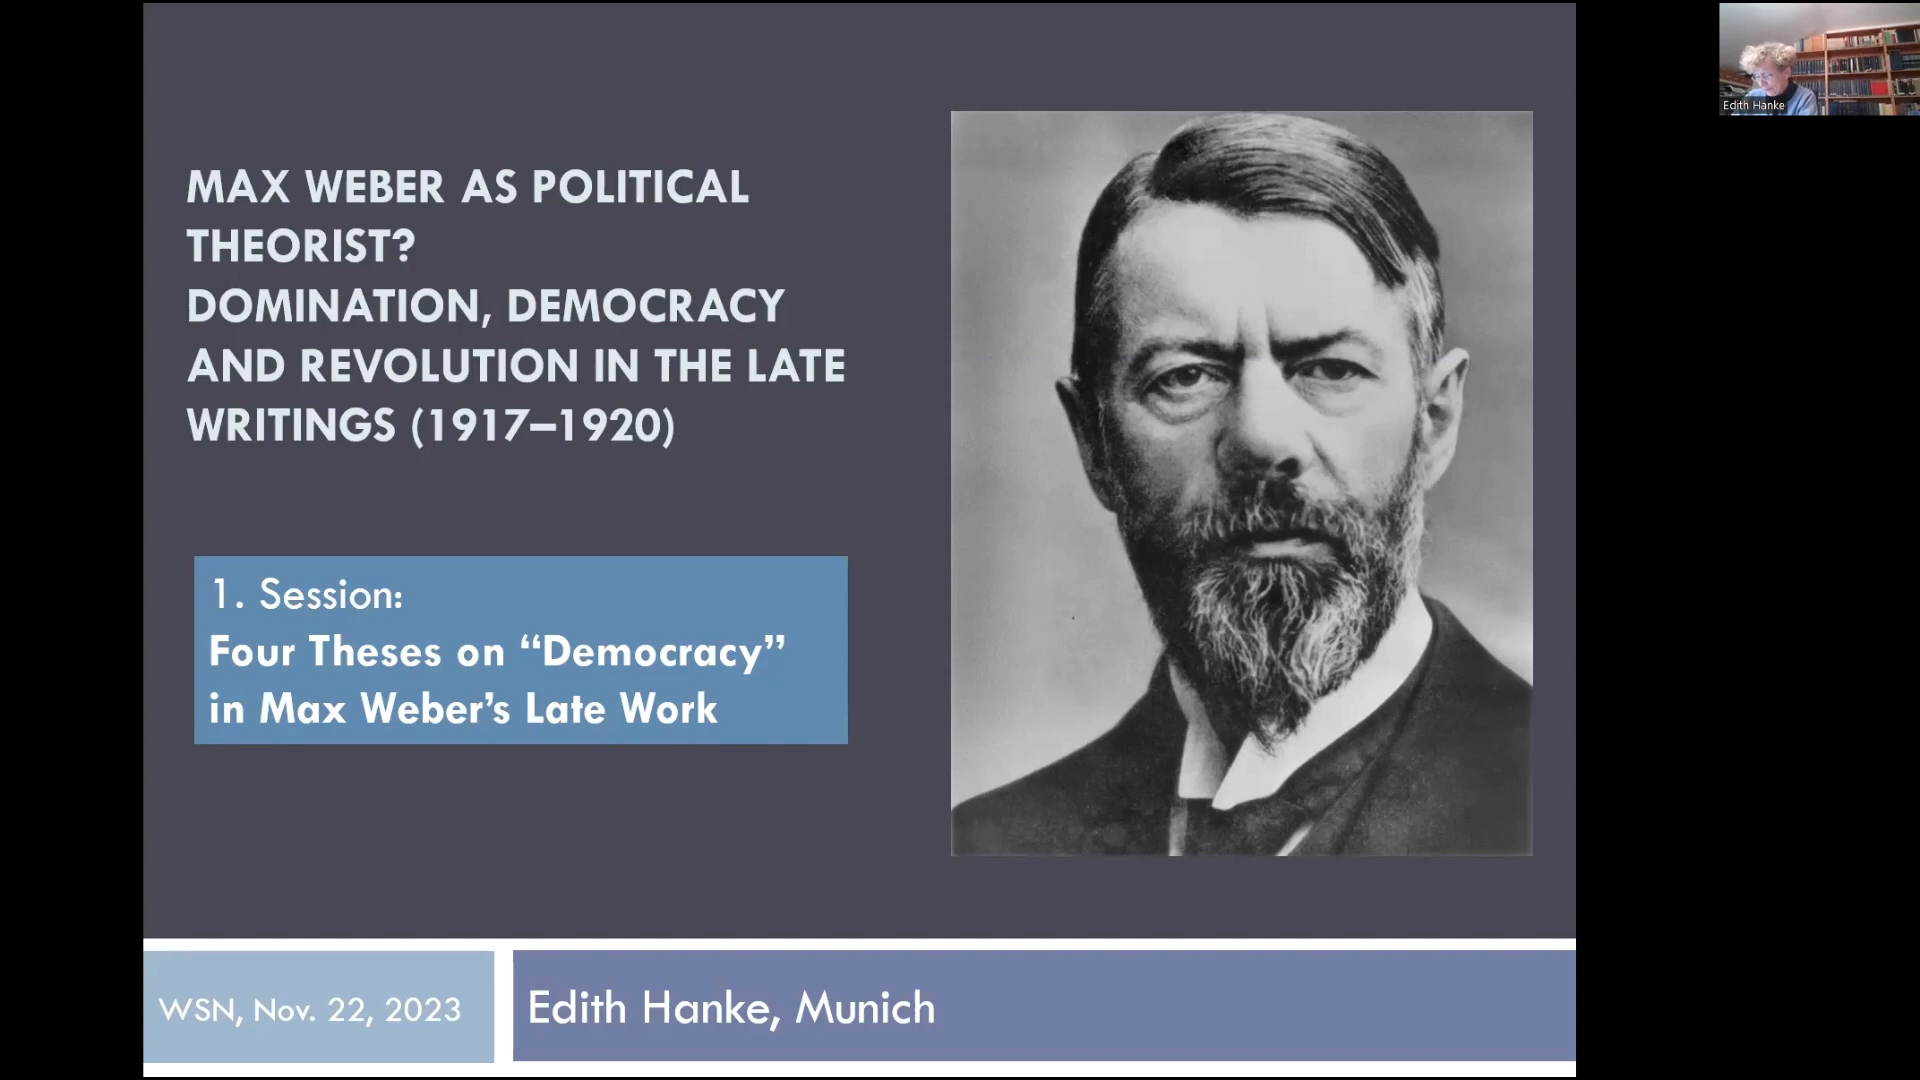 MAX WEBER AS POLITICAL
THEORIST?
DOMINATION, DEMOCRACY
AND REVOLUTION IN THE LATE
WRITINGS (1917–1920)
1. Session:
Four Theses on “Democracy”
in Max Weber’s Late Work
WSN, Nov. 22, 2023
Edith Hanke, Munich
Edith Hanke